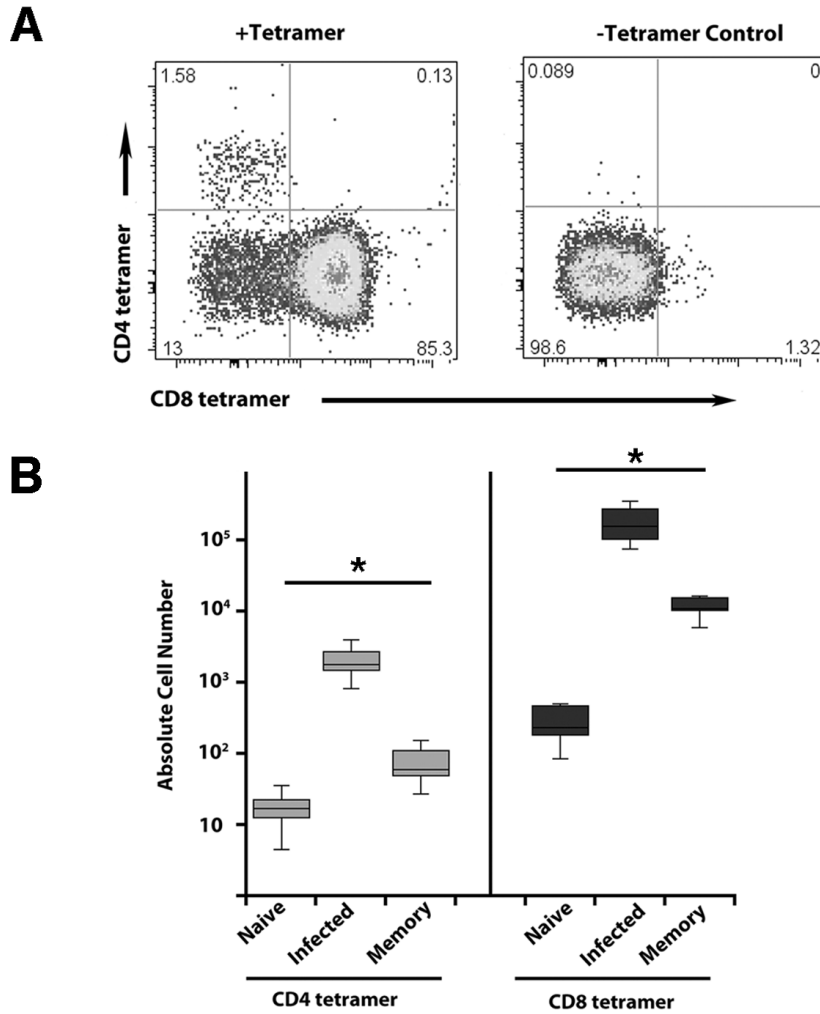 A
+Tetramer
-Tetramer Control
1.58
0.13
0.089
0
CD4 tetramer
13
85.3
98.6
1.32
CD8 tetramer
B
*
*
Absolute Cell Number
10⁵
10⁴
10³
10²
10
Naive
Infected
Memory
Naive
Infected
Memory
CD4 tetramer
CD8 tetramer